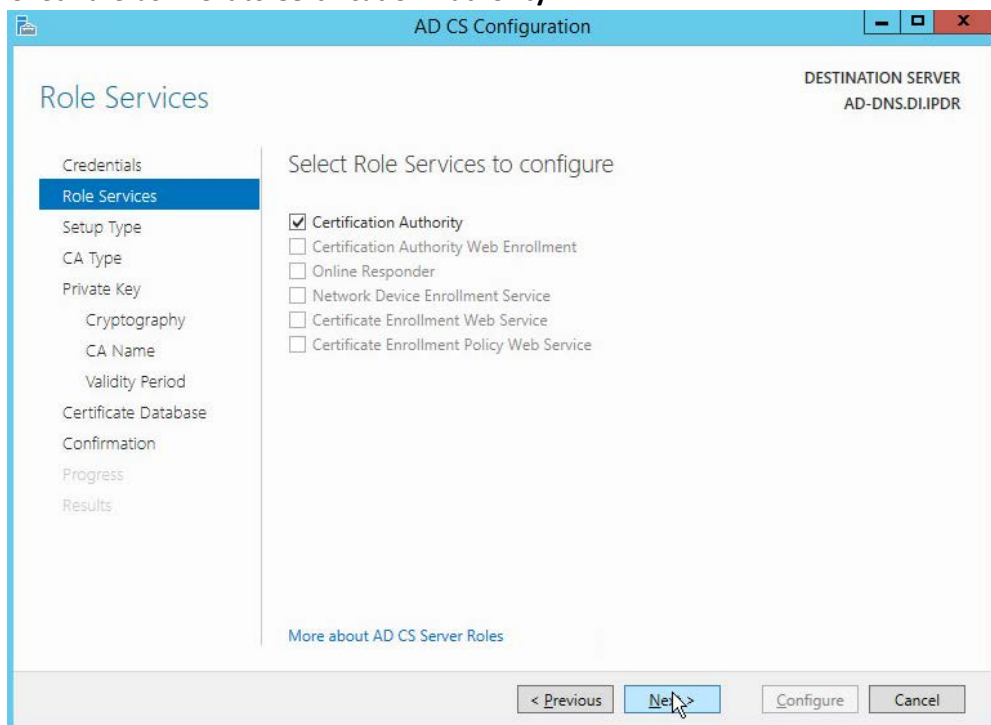 AD CS Configuration
DESTINATION SERVER
AD-DNS.DI.IPDR
Role Services
Credentials
Role Services
Setup Type
CA Type
Private Key
Cryptography
CA Name
Validity Period
Certificate Database
Confirmation
Progress
Results
Select Role Services to configure
Certification Authority
Certification Authority Web Enrollment
Online Responder
Network Device Enrollment Service
Certificate Enrollment Web Service
Certificate Enrollment Policy Web Service
More about AD CS Server Roles
< Previous
Next >
Configure
Cancel